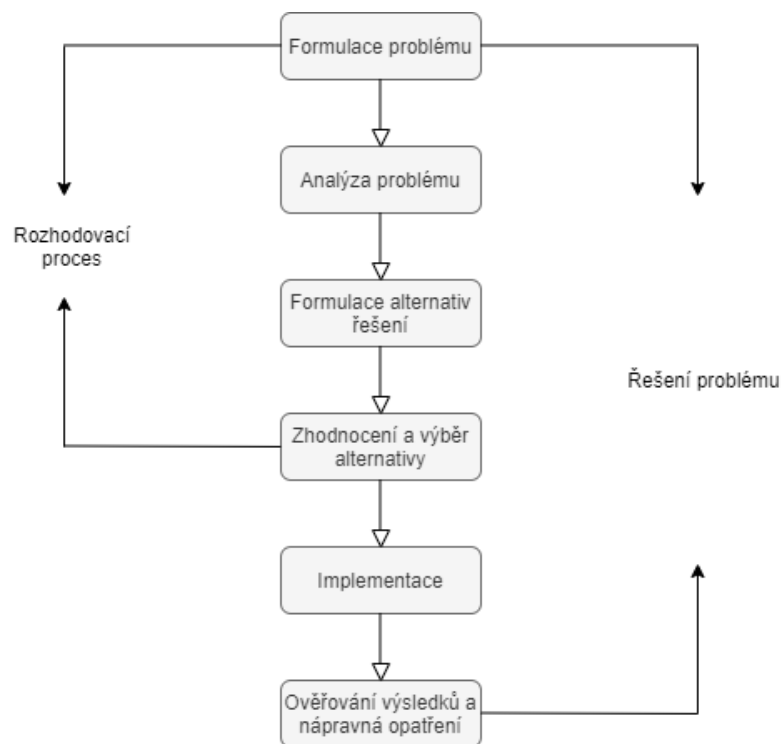 Formulace problému
Analýza problému
Rozhodovací
proces
Formulace alternativ
řešení
Řešení problému
Zhodnocení a výběr
alternativy
Implementace
Ověřování výsledků a
nápravná opatření